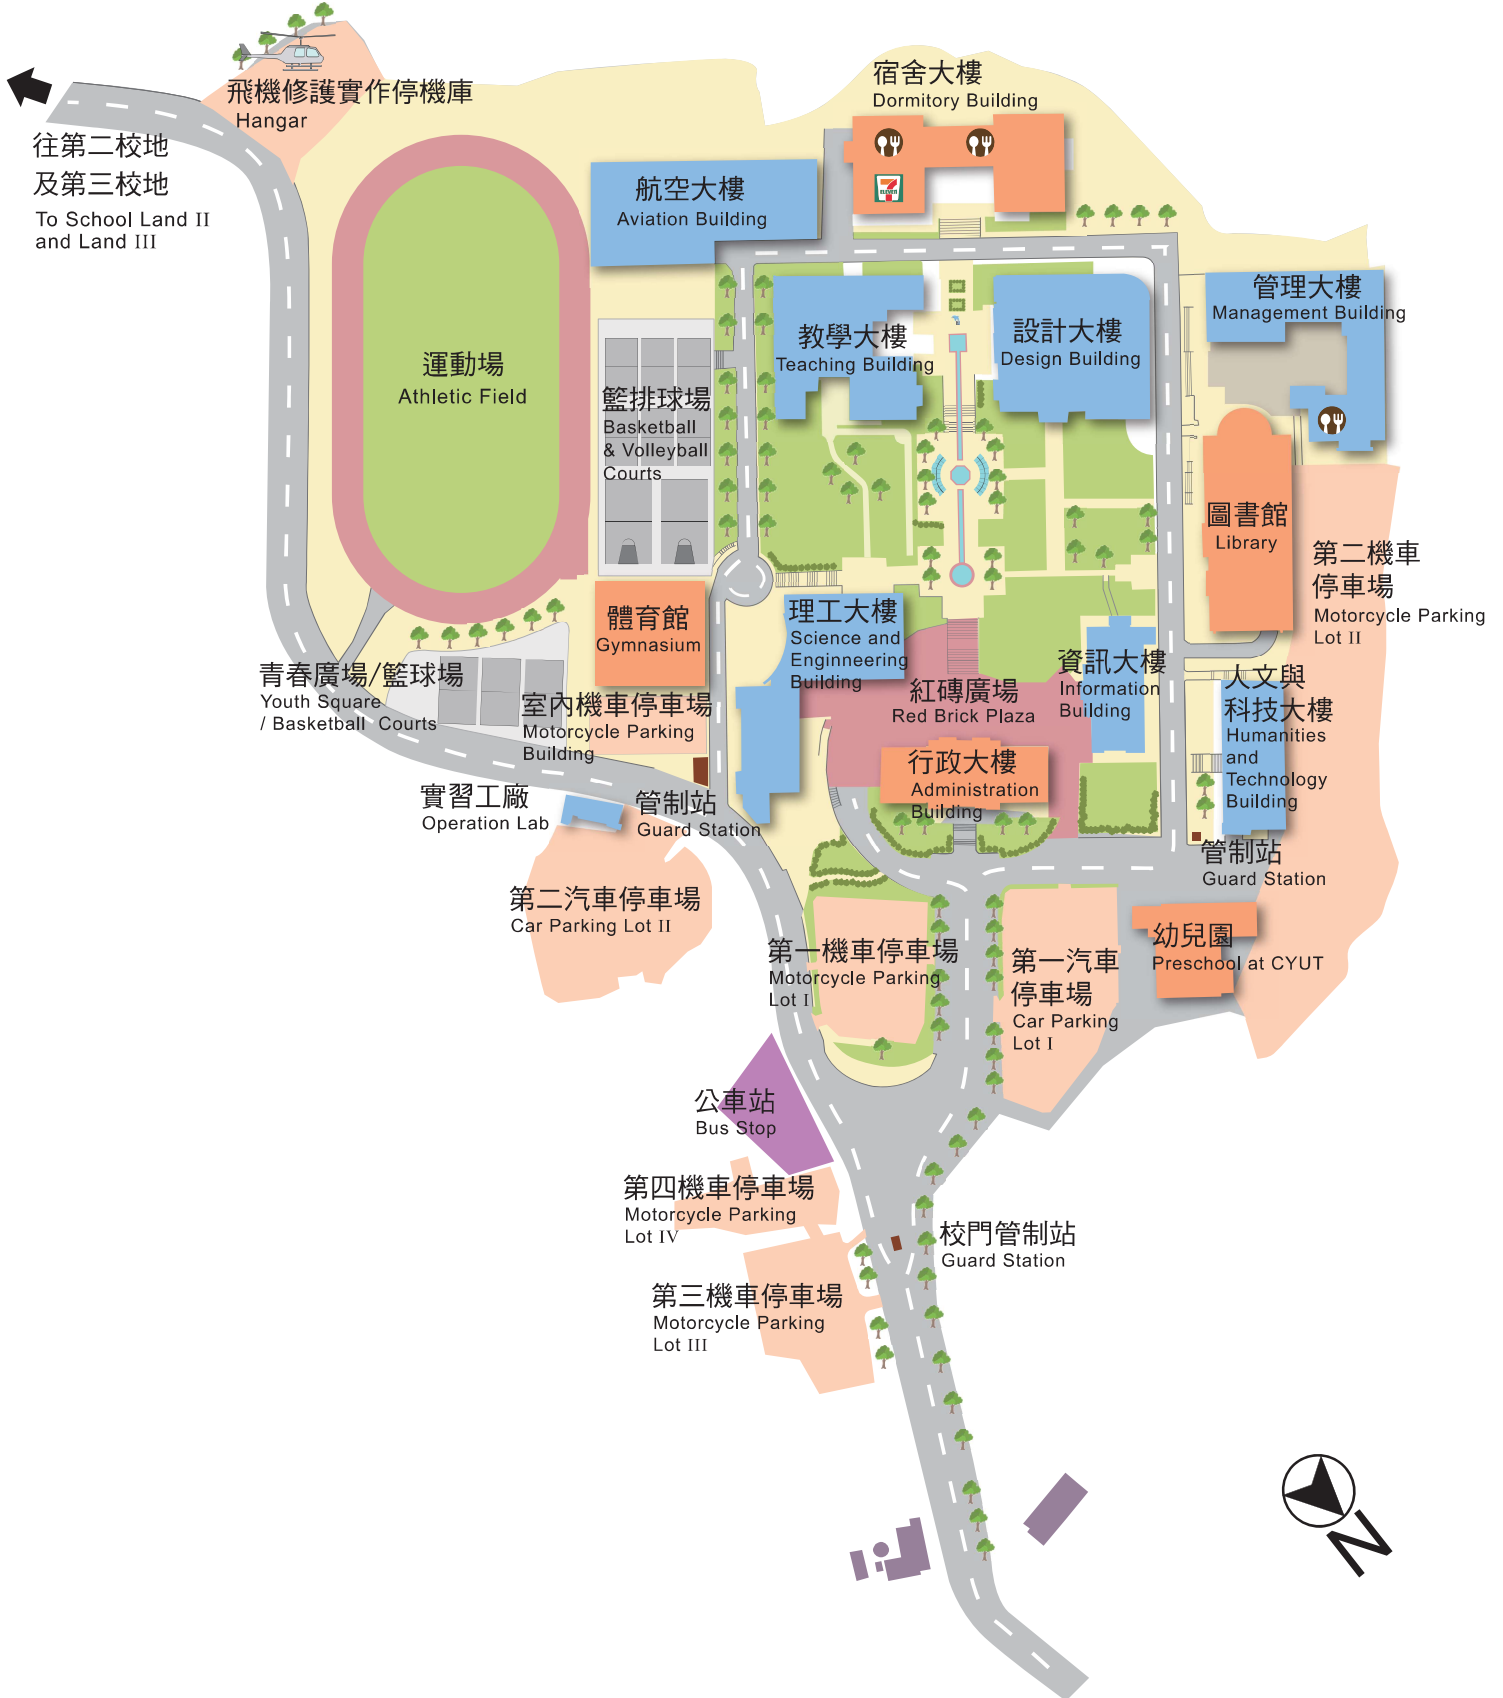 宿舍大樓
Dormitory Building
飛機修護實作停機庫
Hangar
往第二校地
及第三校地
To School Land II
and Land III
航空大樓
Aviation Building
7
ELEVEN
管理大樓
Management Building
教學大樓
Teaching Building
設計大樓
Design Building
運動場
Athletic Field
籃排球場
Basketball
& Volleyball
Courts
圖書館
Library
第二機車
停車場
Motorcycle Parking
Lot II
體育館
Gymnasium
理工大樓
Science and
Enginneering
Building
青春廣場/籃球場
Youth Square
/ Basketball Courts
室內機車停車場
Motorcycle Parking
Building
紅磚廣場
Red Brick Plaza
資訊大樓
Information
Building
人文與
科技大樓
Humanities
and
Technology
Building
行政大樓
Administration
Building
實習工廠
Operation Lab
管制站
Guard Station
管制站
Guard Station
第二汽車停車場
Car Parking Lot II
第一機車停車場
Motorcycle Parking
Lot I
第一汽車
停車場
Car Parking
Lot I
幼兒園
Preschool at CYUT
公車站
Bus Stop
第四機車停車場
Motorcycle Parking
Lot IV
校門管制站
Guard Station
第三機車停車場
Motorcycle Parking
Lot III
N